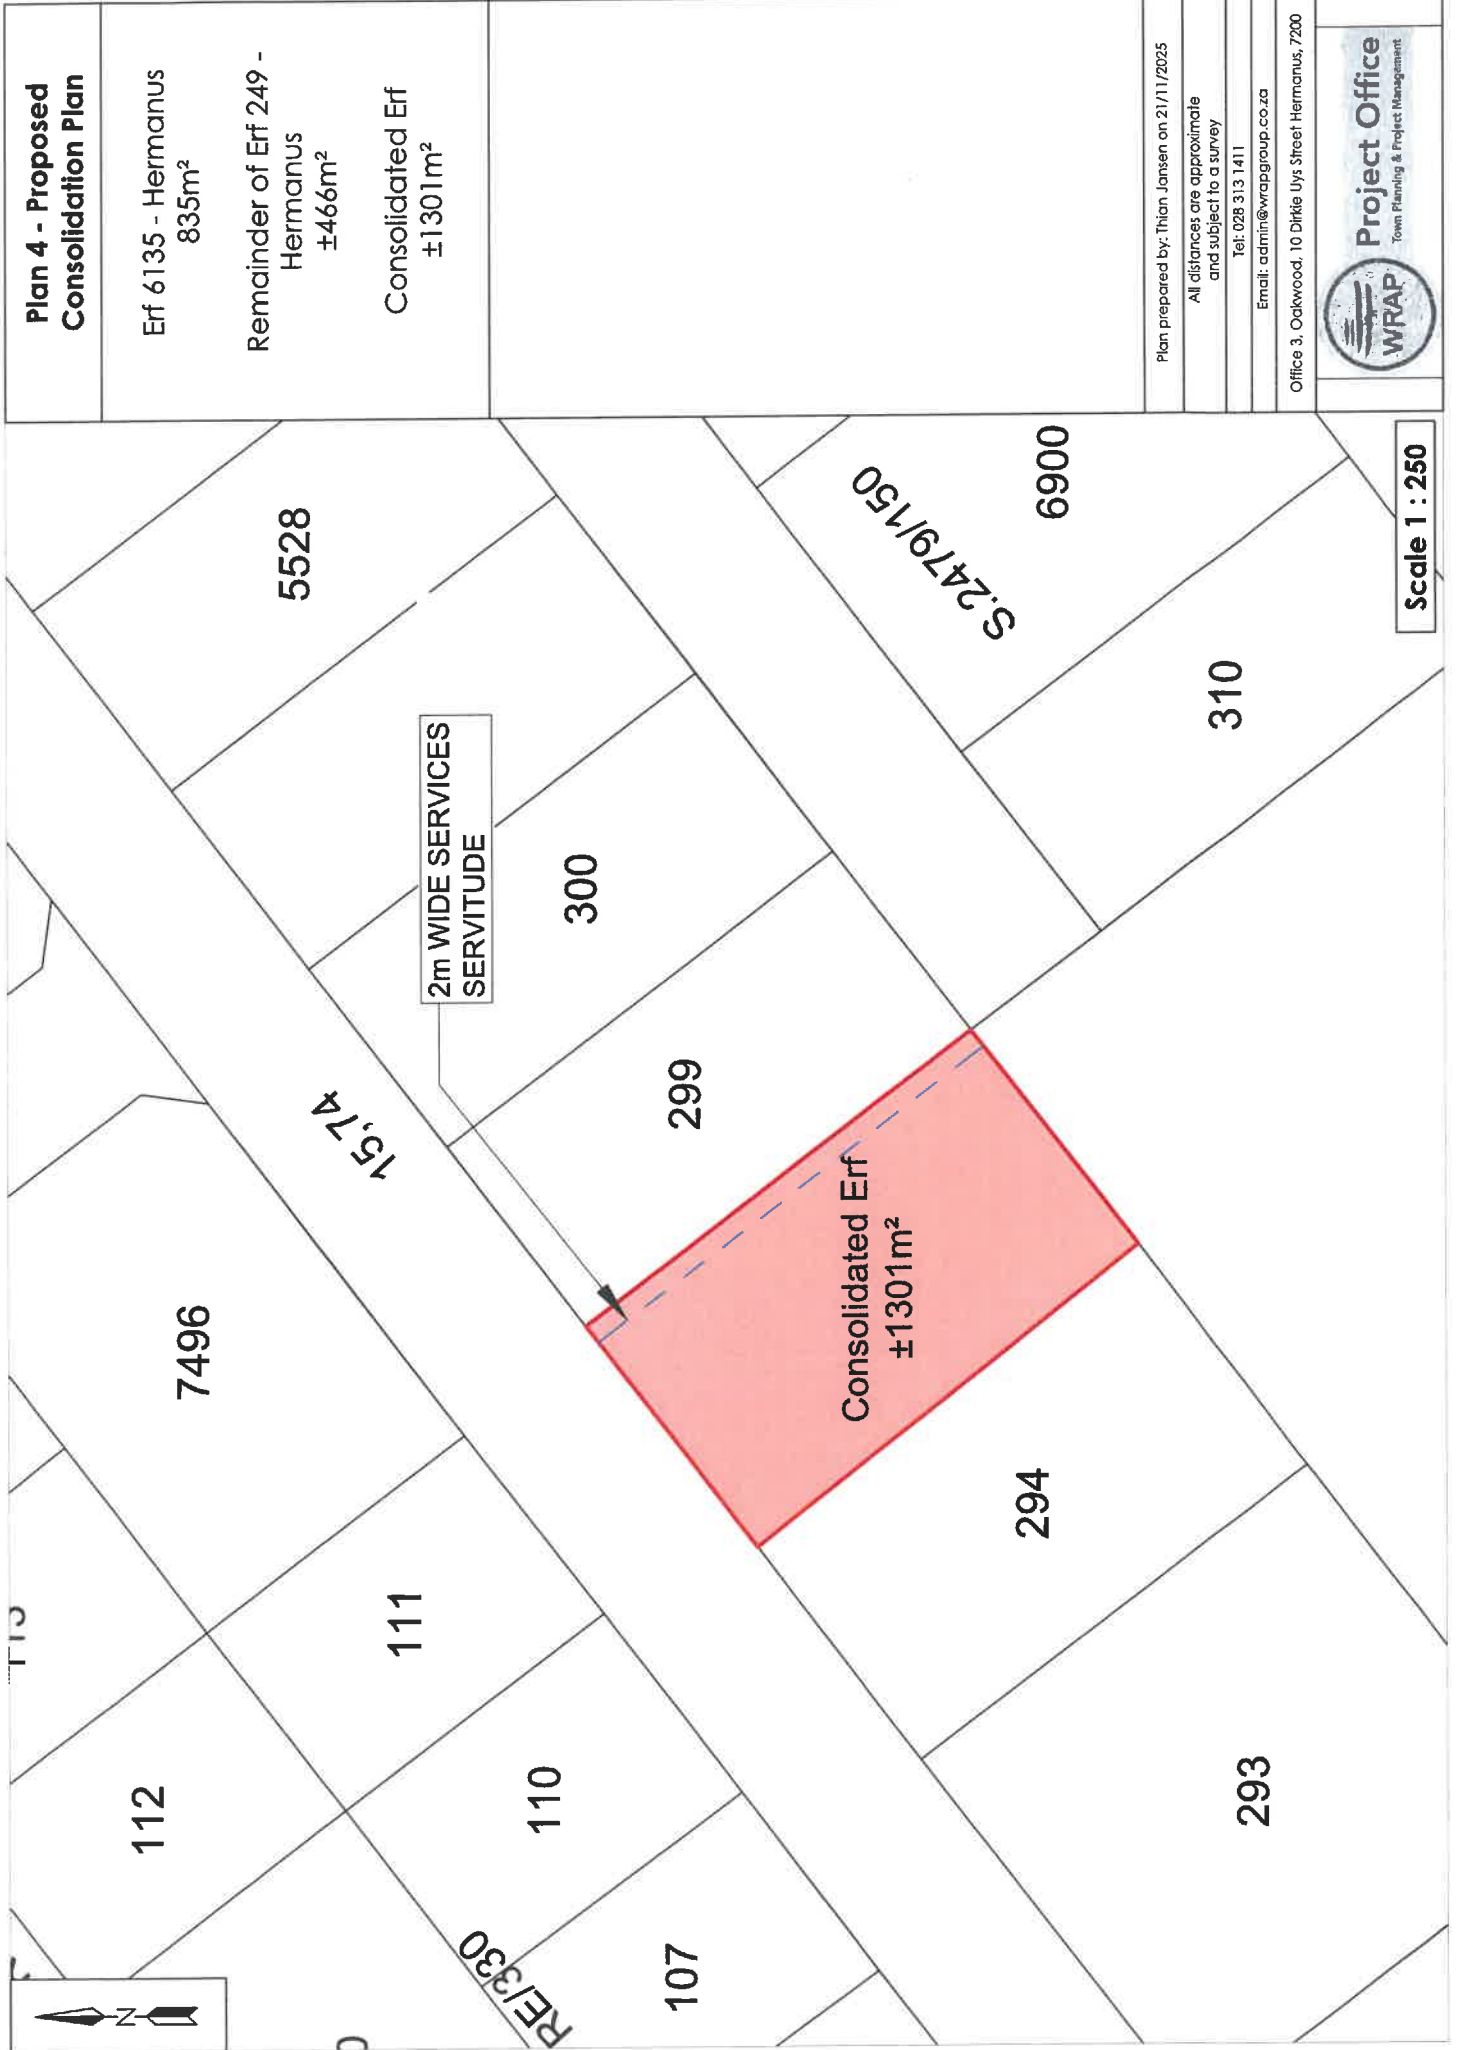 Plan 4 - Proposed
Consolidation Plan
Erf 6135 - Hermanus
835m²
Remainder of Erf 249 -
Hermanus
±466m²
Consolidated Erf
±1301m²
Plan prepared by: Thian Jansen on 21/11/2025
All distances are approximate
and subject to a survey
Tel: 028 313 1411
Email: admin@wrapgroup.co.za
Office 3, Oakwood, 10 Dirkie Uys Street Hermanus, 7200
WRAP
Project Office
Town Planning & Project Management
Scale 1 : 250
N
112
7496
5528
111
15,74
2m WIDE SERVICES
SERVITUDE
RE/330
110
300
107
299
Consolidated Erf
±1301m²
S.2479/150
6900
294
310
293